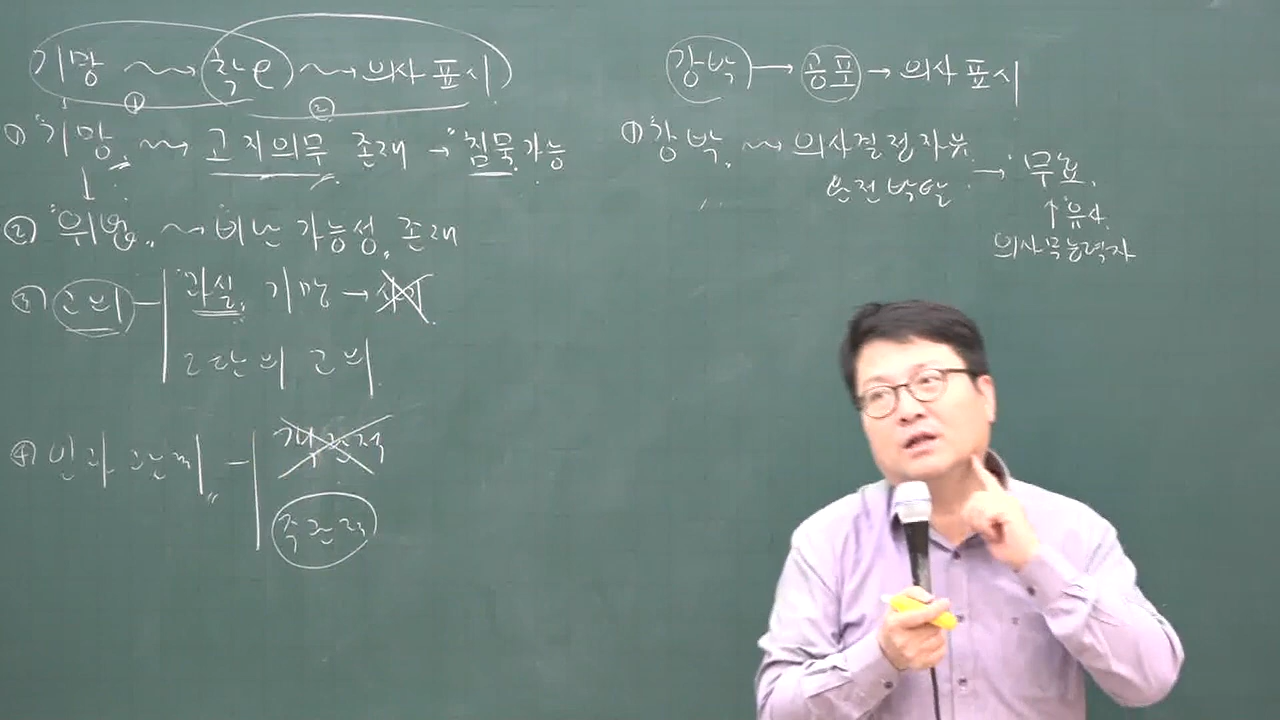 기망 → 착오 → 의사표시
① ②
① "기망" → 고지의무 존재 → "침묵" 가능
② "위법" → "비난 가능성" 존재
③ 고의 "과실" 기망 → 사기
2단의 고의
④ 인과관계
객관적
주관적
강박 → 공포 → 의사표시
① "강박" → 의사결정자유 → "무효"
완전 박탈
↑ 유사
의사무능력자